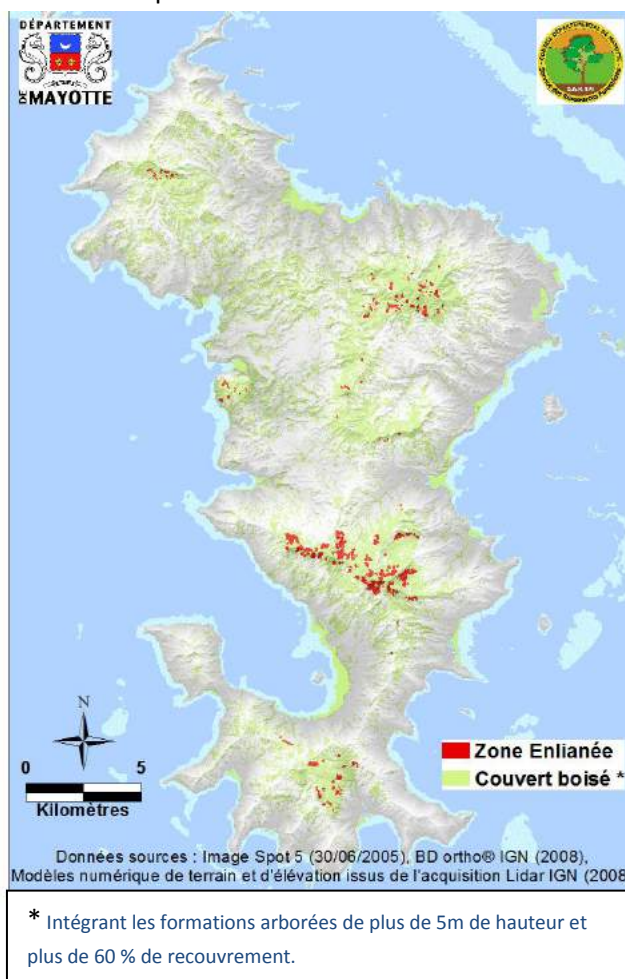 DÉPARTEMENT
DE MAYOTTE
N
0 5
Kilomètres
Zone Enlianée
Couvert boisé *
Données sources : Image Spot 5 (30/06/2005), BD ortho® IGN (2008),
Modèles numérique de terrain et d'élévation issus de l'acquisition Lidar IGN (2008
* Intégrant les formations arborées de plus de 5m de hauteur et
plus de 60 % de recouvrement.